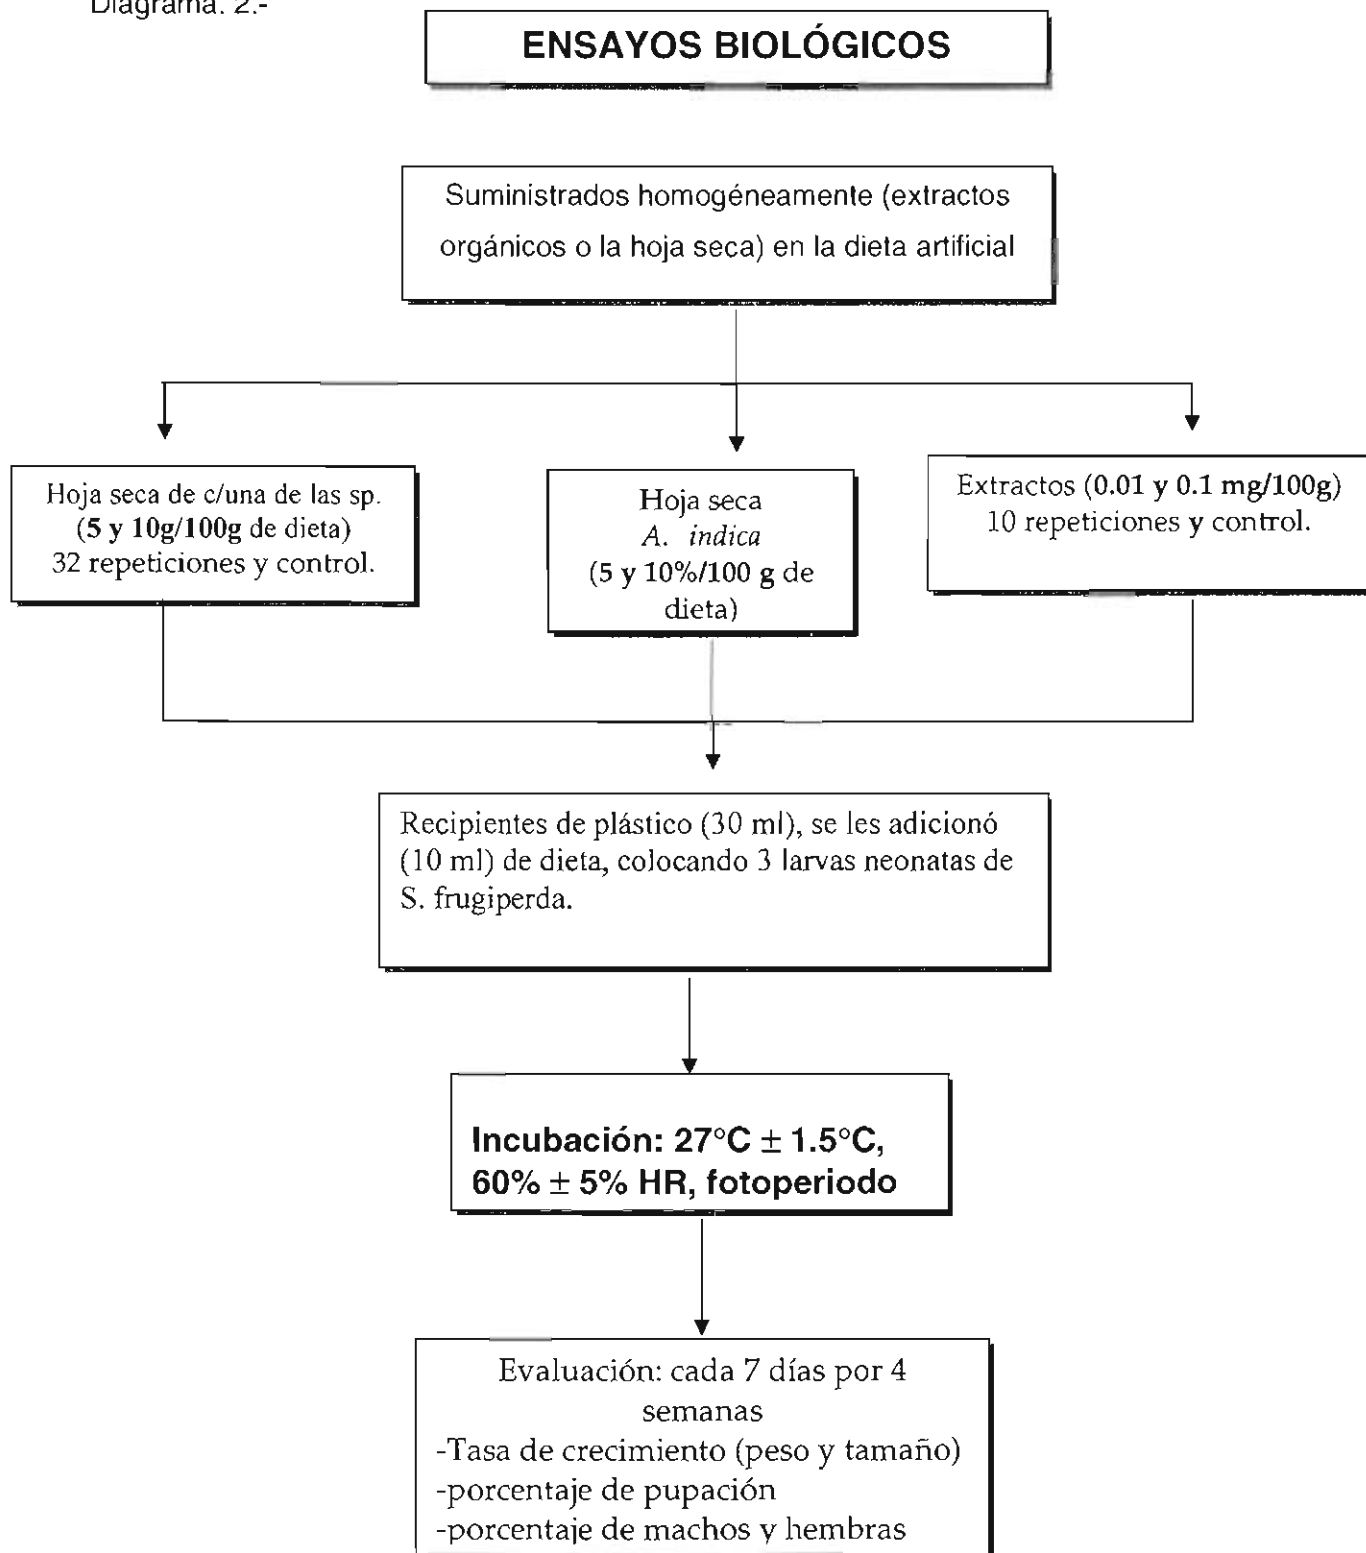 Diagrama. 2.-
ENSAYOS BIOLÓGICOS
Suministrados homogéneamente (extractos
orgánicos o la hoja seca) en la dieta artificial
Hoja seca de c/una de las sp.
(5 y 10g/100g de dieta)
32 repeticiones y control.
Hoja seca
A. indica
(5 y 10%/100 g de
dieta)
Extractos (0.01 y 0.1 mg/100g)
10 repeticiones y control.
Recipientes de plástico (30 ml), se les adicionó
(10 ml) de dieta, colocando 3 larvas neonatas de
S. frugiperda.
Incubación: 27°C ± 1.5°C,
60% ± 5% HR, fotoperiodo
Evaluación: cada 7 días por 4
semanas
-Tasa de crecimiento (peso y tamaño)
-porcentaje de pupación
-porcentaje de machos y hembras